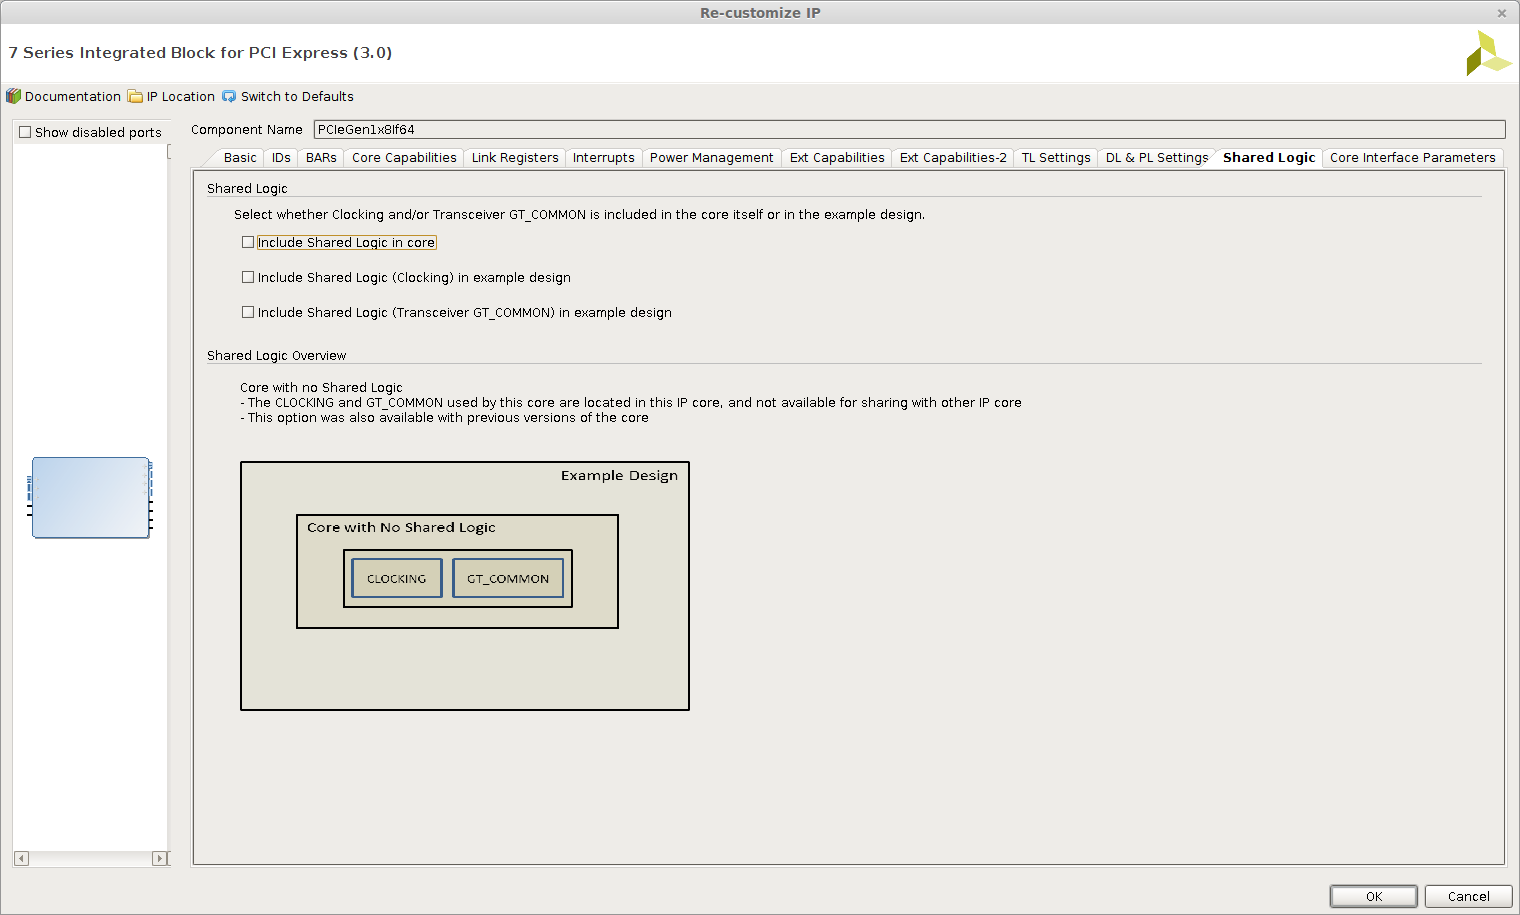 Re-customize IP
7 Series Integrated Block for PCI Express (3.0)
Documentation IP Location Switch to Defaults
Show disabled ports
Component Name PCIeGen1x8If64
Basic IDs BARs Core Capabilities Link Registers Interrupts Power Management Ext Capabilities Ext Capabilities-2 TL Settings DL & PL Settings Shared Logic Core Interface Parameters
Shared Logic
Select whether Clocking and/or Transceiver GT_COMMON is included in the core itself or in the example design.
Include Shared Logic in core
Include Shared Logic (Clocking) in example design
Include Shared Logic (Transceiver GT_COMMON) in example design
Shared Logic Overview
Core with no Shared Logic
- The CLOCKING and GT_COMMON used by this core are located in this IP core, and not available for sharing with other IP core
- This option was also available with previous versions of the core
Example Design
Core with No Shared Logic
CLOCKING GT_COMMON
OK Cancel